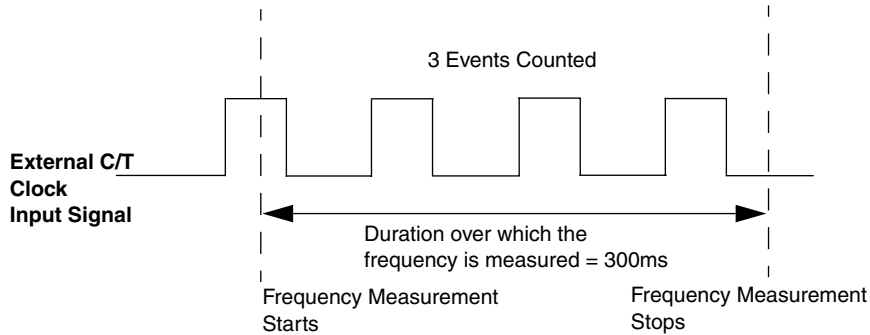 3 Events Counted
External C/T
Clock
Input Signal
Duration over which the
frequency is measured = 300ms
Frequency Measurement
Starts
Frequency Measurement
Stops